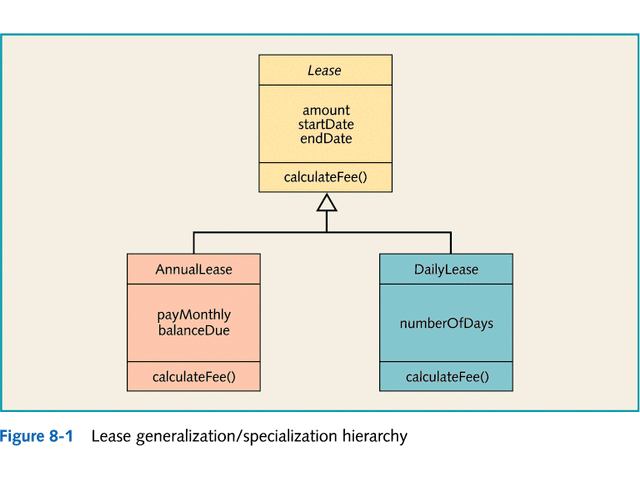 Lease
amount
startDate
endDate
calculateFee()
AnnualLease
payMonthly
balanceDue
calculateFee()
DailyLease
numberOfDays
calculateFee()
Figure 8-1 Lease generalization/specialization hierarchy